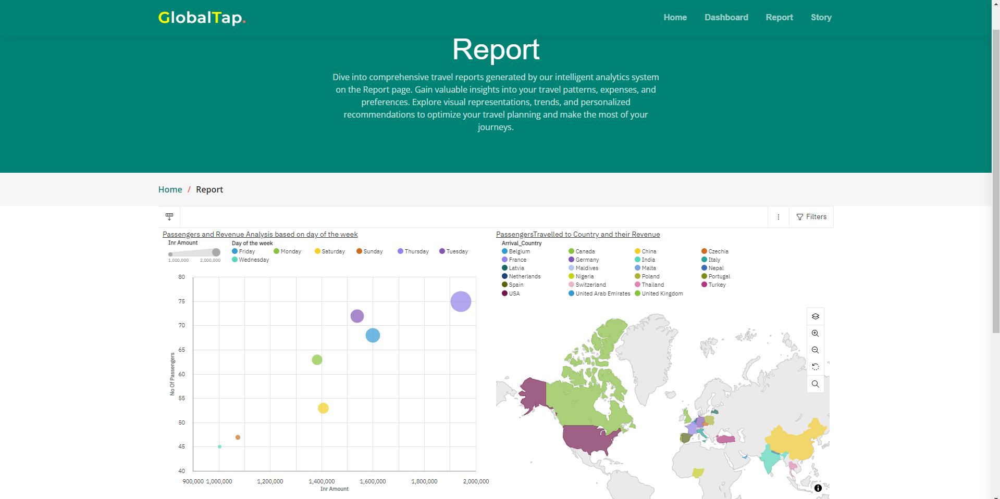 GlobalTap.
Home Dashboard Report Story
Report
Dive into comprehensive travel reports generated by our intelligent analytics system
on the Report page. Gain valuable insights into your travel patterns, expenses, and
preferences. Explore visual representations, trends, and personalized
recommendations to optimize your travel planning and make the most of your
journeys.
Home / Report
Filters
Passengers and Revenue Analysis based on day of the week
Inr Amount
1,000,000 2,000,000
Day of the week
Friday Monday Saturday Sunday Thursday Tuesday
Wednesday
80
75
70
65
60
55
50
45
40
No Of Passengers
900,000 1,000,000 1,200,000 1,400,000 1,600,000 1,800,000 2,000,000
Inr Amount
PassengersTravelled to Country and their Revenue
Arrival_Country
Belgium Canada China Czechia
France Germany India Italy
Latvia Maldives Malta Nepal
Netherlands Nigeria Poland Portugal
Spain Switzerland Thailand Turkey
USA United Arab Emirates United Kingdom